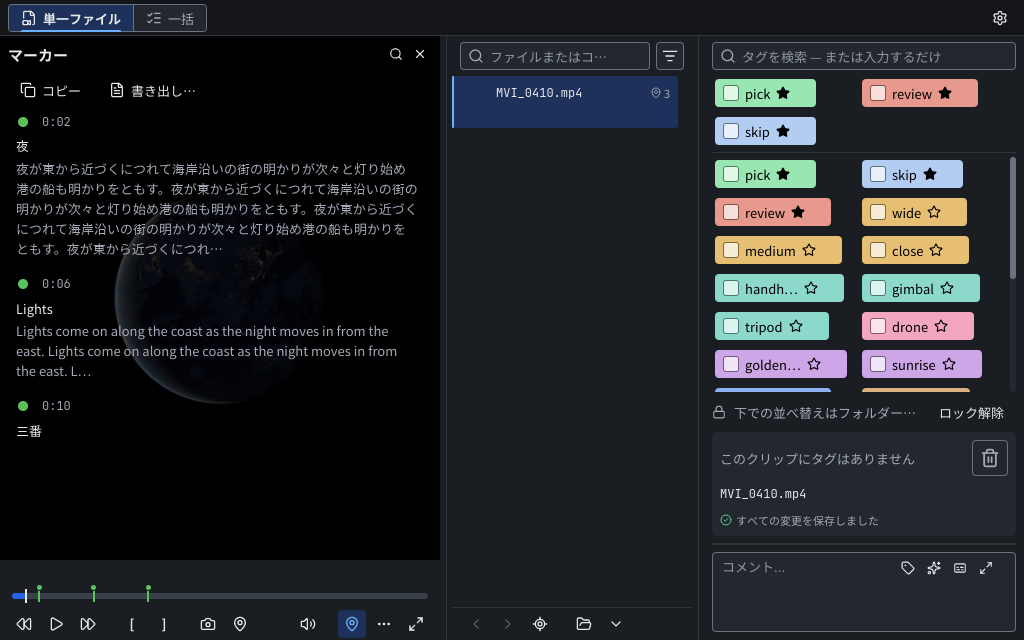 単一ファイル
一括
マーカー
コピー
書き出し…
0:02
夜
夜が東から近づくにつれて海岸沿いの街の明かりが次々と灯り始め
港の船も明かりをともす。夜が東から近づくにつれて海岸沿いの街の
明かりが次々と灯り始め港の船も明かりをともす。夜が東から近づく
につれて海岸沿いの街の明かりが次々と灯り始め港の船も明かりを
ともす。夜が東から近づくにつれ…
0:06
Lights
Lights come on along the coast as the night moves in from the
east. Lights come on along the coast as the night moves in from
the east. L…
0:10
三番
[
]
ファイルまたはコ…
MVI_0410.mp4
3
タグを検索 — または入力するだけ
pick
review
skip
pick
skip
review
wide
medium
close
handh…
gimbal
tripod
drone
golden…
sunrise
下での並べ替えはフォルダー…
ロック解除
このクリップにタグはありません
MVI_0410.mp4
すべての変更を保存しました
コメント...